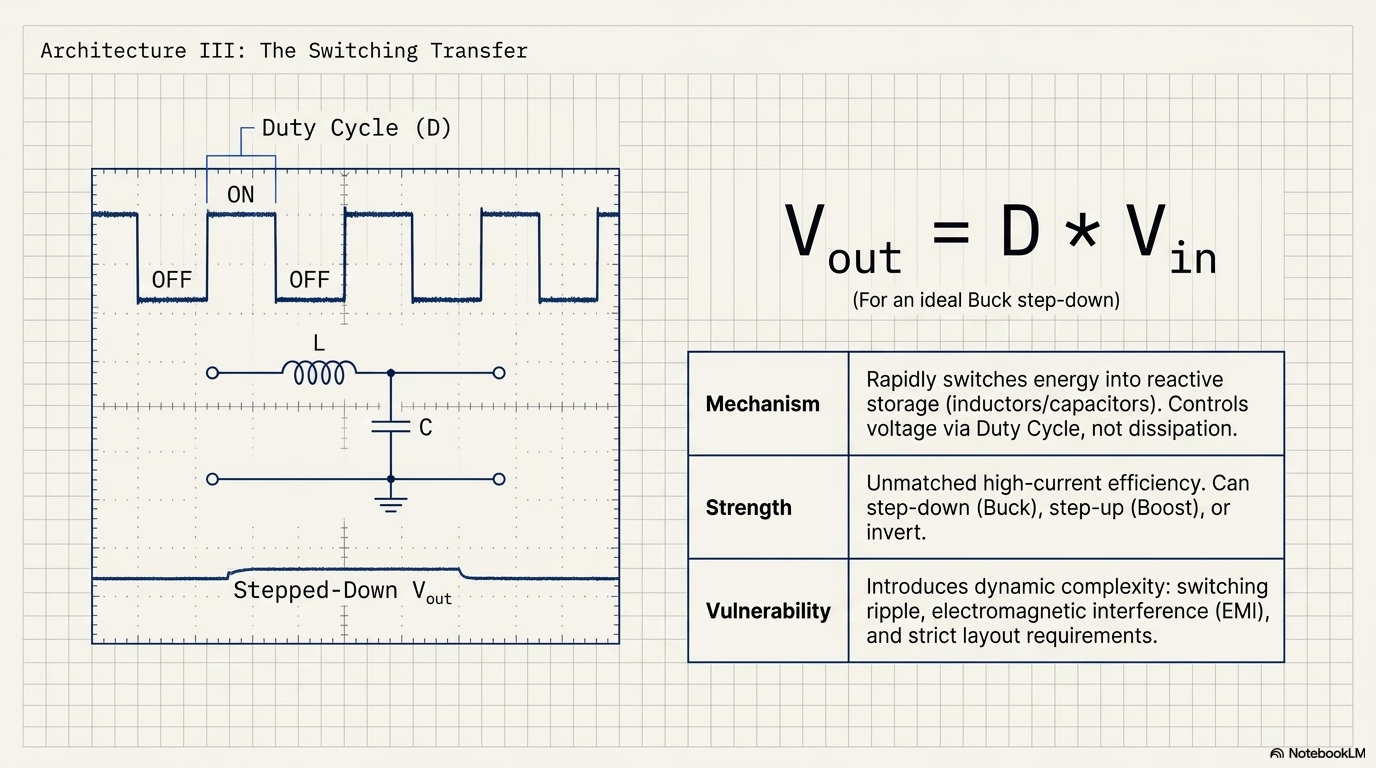 Architecture III: The Switching Transfer
Duty Cycle (D)
ON
OFF
OFF
L
C
Stepped-Down Vout
Vout = D * Vin
(For an ideal Buck step-down)
Mechanism
Rapidly switches energy into reactive
storage (inductors/capacitors). Controls
voltage via Duty Cycle, not dissipation.
Strength
Unmatched high-current efficiency. Can
step-down (Buck), step-up (Boost), or
invert.
Vulnerability
Introduces dynamic complexity: switching
ripple, electromagnetic interference (EMI),
and strict layout requirements.
NotebookLM